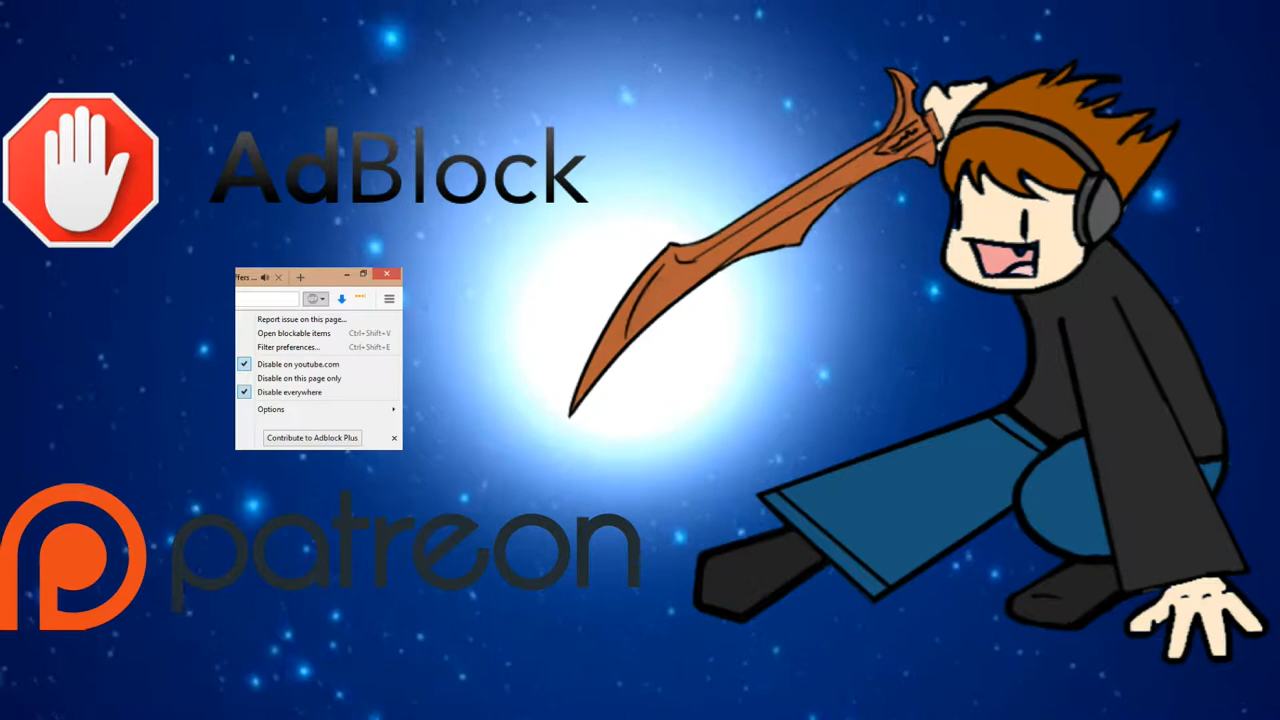 AdBlock
ffers ...
Report issue on this page...
Open blockable items Ctrl+Shift+V
Filter preferences... Ctrl+Shift+E
Disable on youtube.com
Disable on this page only
Disable everywhere
Options
Contribute to Adblock Plus
patreon